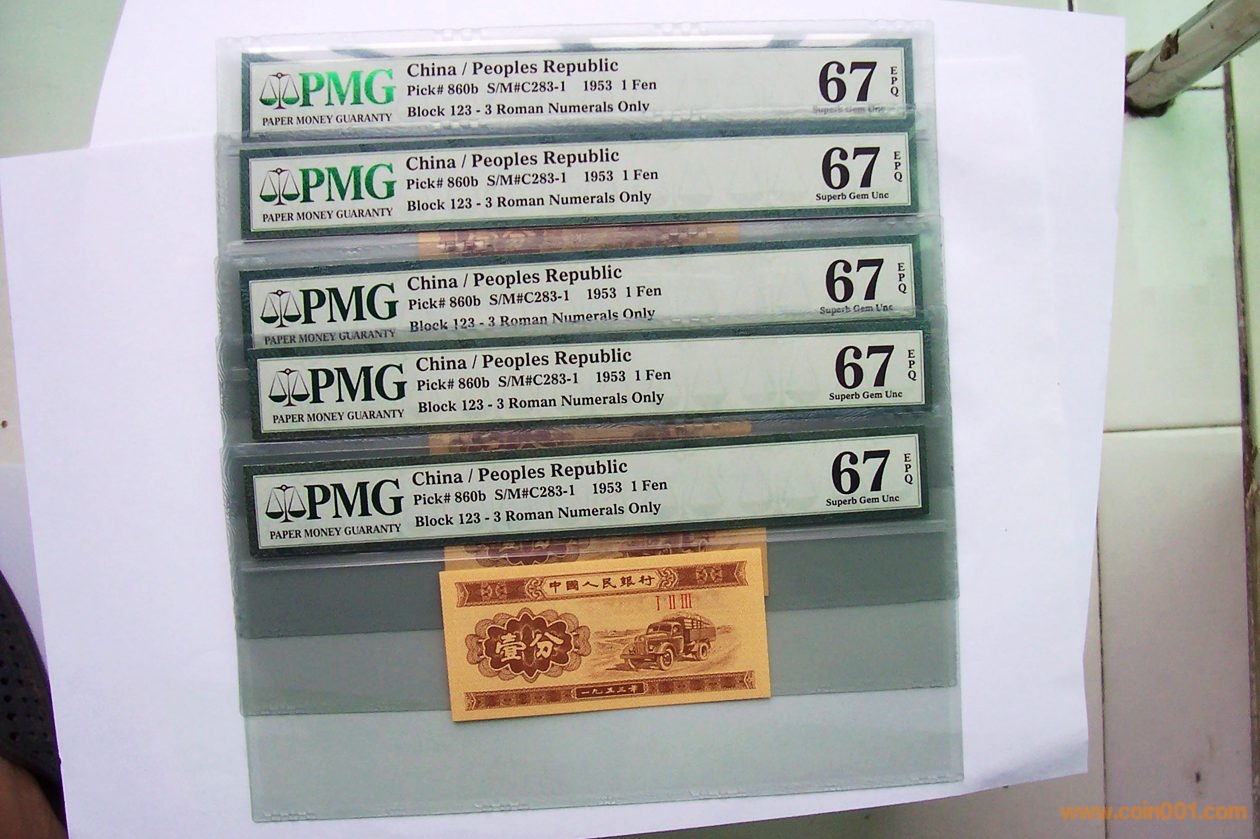 PMG
PAPER MONEY GUARANTY
China / Peoples Republic
Pick# 860b S/M#C283-1 1953 1 Fen
Block 123 - 3 Roman Numerals Only
67
EPQ
Superb Gem Unc
PMG
PAPER MONEY GUARANTY
China / Peoples Republic
Pick# 860b S/M#C283-1 1953 1 Fen
Block 123 - 3 Roman Numerals Only
67
EPQ
Superb Gem Unc
PMG
PAPER MONEY GUARANTY
China / Peoples Republic
Pick# 860b S/M#C283-1 1953 1 Fen
Block 123 - 3 Roman Numerals Only
67
EPQ
Superb Gem Unc
PMG
PAPER MONEY GUARANTY
China / Peoples Republic
Pick# 860b S/M#C283-1 1953 1 Fen
Block 123 - 3 Roman Numerals Only
67
EPQ
Superb Gem Unc
PMG
PAPER MONEY GUARANTY
China / Peoples Republic
Pick# 860b S/M#C283-1 1953 1 Fen
Block 123 - 3 Roman Numerals Only
67
EPQ
Superb Gem Unc
中國人民銀行
I II III
壹分
一九五三年
www.coin001.com